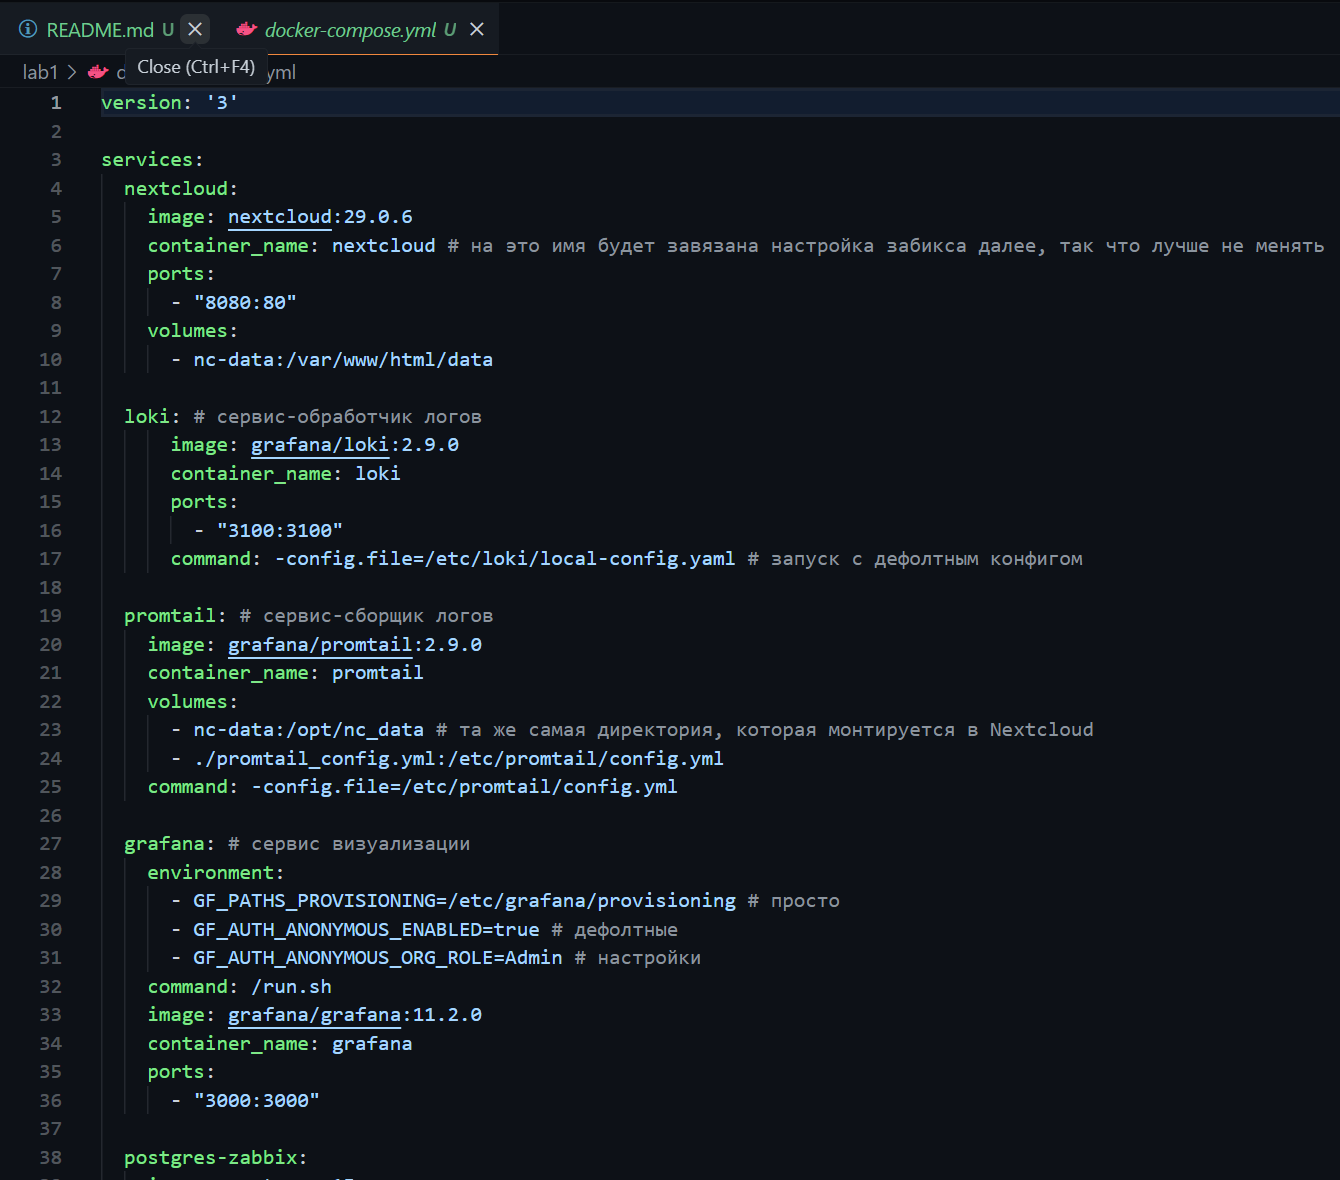 README.md U
docker-compose.yml U
lab1 > yml
Close (Ctrl+F4)
1 version: '3'
2
3 services:
4 nextcloud:
5 image: nextcloud:29.0.6
6 container_name: nextcloud # на это имя будет завязана настройка забикса далее, так что лучше не менять
7 ports:
8 - "8080:80"
9 volumes:
10 - nc-data:/var/www/html/data
11
12 loki: # сервис-обработчик логов
13 image: grafana/loki:2.9.0
14 container_name: loki
15 ports:
16 - "3100:3100"
17 command: -config.file=/etc/loki/local-config.yaml # запуск с дефолтным конфигом
18
19 promtail: # сервис-сборщик логов
20 image: grafana/promtail:2.9.0
21 container_name: promtail
22 volumes:
23 - nc-data:/opt/nc_data # та же самая директория, которая монтируется в Nextcloud
24 - ./promtail_config.yml:/etc/promtail/config.yml
25 command: -config.file=/etc/promtail/config.yml
26
27 grafana: # сервис визуализации
28 environment:
29 - GF_PATHS_PROVISIONING=/etc/grafana/provisioning # просто
30 - GF_AUTH_ANONYMOUS_ENABLED=true # дефолтные
31 - GF_AUTH_ANONYMOUS_ORG_ROLE=Admin # настройки
32 command: /run.sh
33 image: grafana/grafana:11.2.0
34 container_name: grafana
35 ports:
36 - "3000:3000"
37
38 postgres-zabbix: